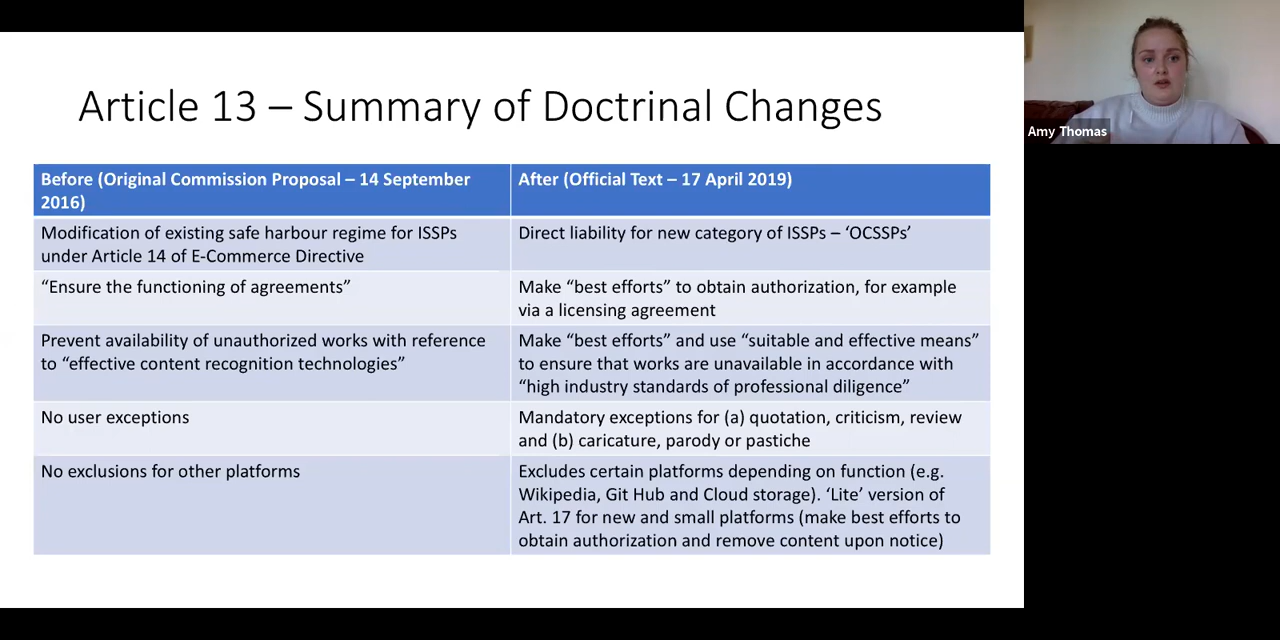 Article 13 – Summary of Doctrinal Changes
Amy Thomas
Before (Original Commission Proposal – 14 September
2016)
After (Official Text – 17 April 2019)
Modification of existing safe harbour regime for ISSPs
under Article 14 of E-Commerce Directive
Direct liability for new category of ISSPs – ‘OCSSPs’
“Ensure the functioning of agreements”
Make “best efforts” to obtain authorization, for example
via a licensing agreement
Prevent availability of unauthorized works with reference
to “effective content recognition technologies”
Make “best efforts” and use “suitable and effective means”
to ensure that works are unavailable in accordance with
“high industry standards of professional diligence”
No user exceptions
Mandatory exceptions for (a) quotation, criticism, review
and (b) caricature, parody or pastiche
No exclusions for other platforms
Excludes certain platforms depending on function (e.g.
Wikipedia, Git Hub and Cloud storage). ‘Lite’ version of
Art. 17 for new and small platforms (make best efforts to
obtain authorization and remove content upon notice)